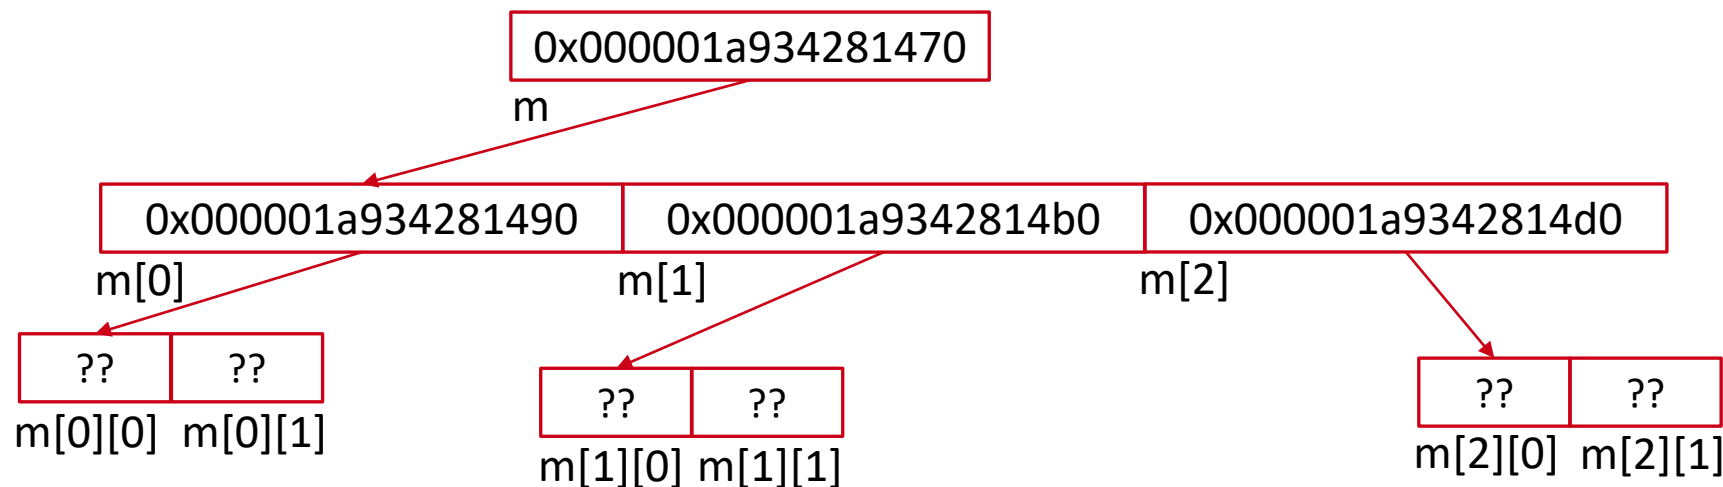 0x000001a934281470
m
0x000001a934281490 0x000001a9342814b0 0x000001a9342814d0
m[0] m[1] m[2]
?? ?? ?? ?? ?? ??
m[0][0] m[0][1] m[1][0] m[1][1] m[2][0] m[2][1]